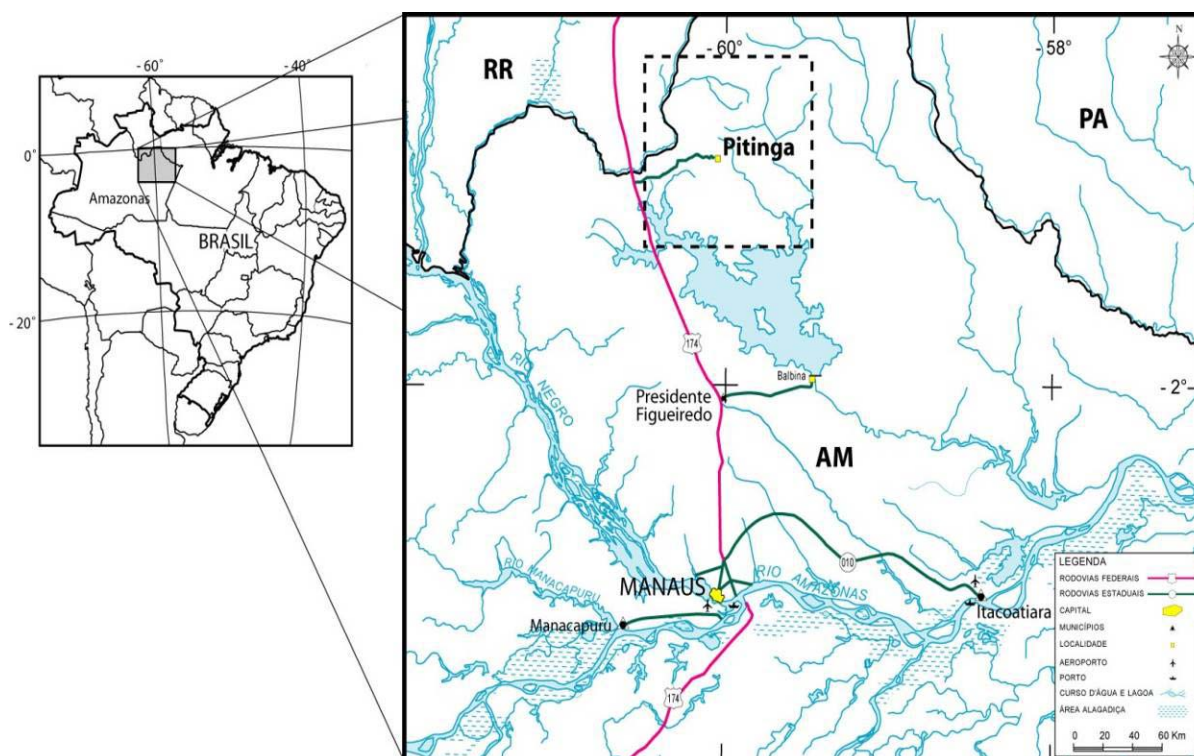 - 60°
- 40°
0°
Amazonas
BRASIL
- 20°
- 60°
- 58°
N
RR
PA
Pitinga
174
RIO NEGRO
Balbina
- 2°
Presidente
Figueiredo
AM
010
RIO MANACAPURU
MANAUS
RIO AMAZONAS
Manacapuru
Itacoatiara
174
LEGENDA
RODOVIAS FEDERAIS
RODOVIAS ESTADUAIS
CAPITAL
MUNICÍPIOS
LOCALIDADE
AEROPORTO
PORTO
CURSO D'ÁGUA E LAGOA
ÁREA ALAGADIÇA
0 20 40 60 Km